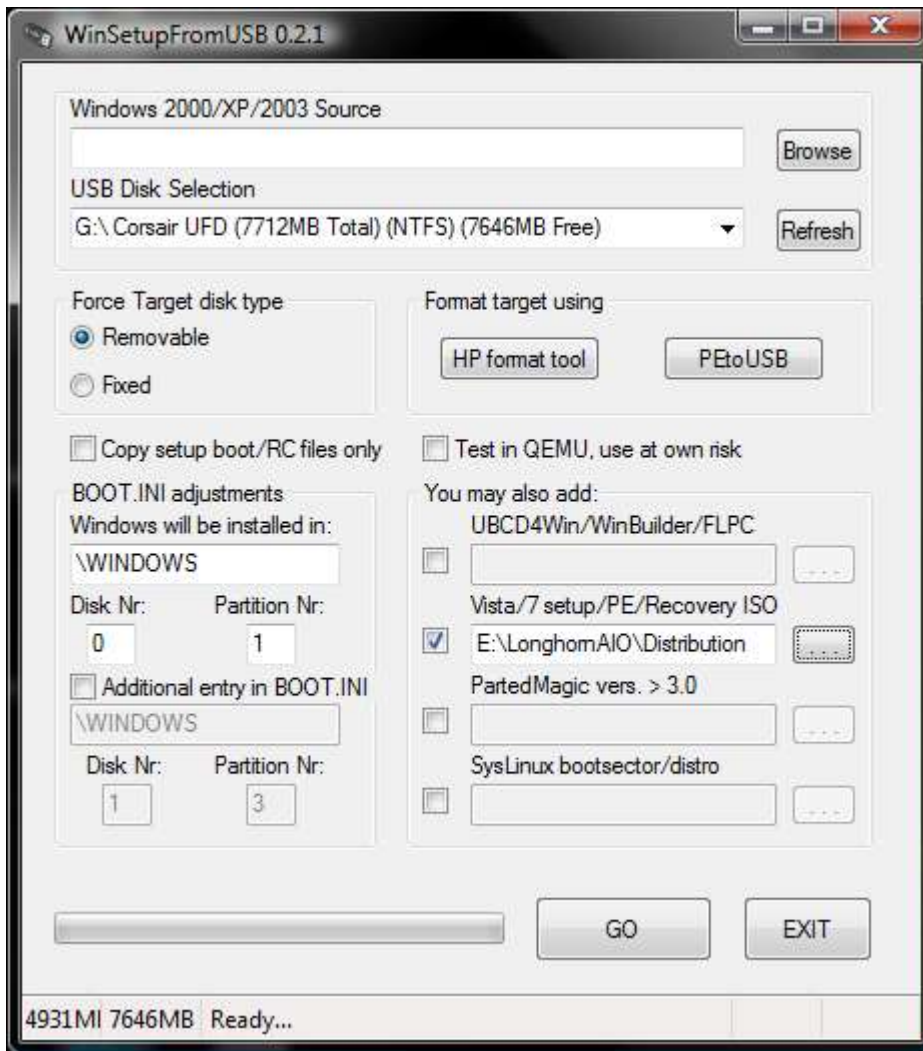 WinSetupFromUSB 0.2.1
Windows 2000/XP/2003 Source
Browse
USB Disk Selection
G:\ Corsair UFD (7712MB Total) (NTFS) (7646MB Free)
Refresh
Force Target disk type
Removable
Fixed
Format target using
HP format tool
PEtoUSB
Copy setup boot/RC files only
Test in QEMU, use at own risk
BOOT.INI adjustments
Windows will be installed in:
\WINDOWS
Disk Nr: Partition Nr:
0 1
Additional entry in BOOT.INI
\WINDOWS
Disk Nr: Partition Nr:
1 3
You may also add:
UBCD4Win/WinBuilder/FLPC
...
Vista/7 setup/PE/Recovery ISO
E:\LonghornAIO\Distribution
...
PartedMagic vers. > 3.0
...
SysLinux bootsector/distro
...
GO
EXIT
4931MI 7646MB Ready...